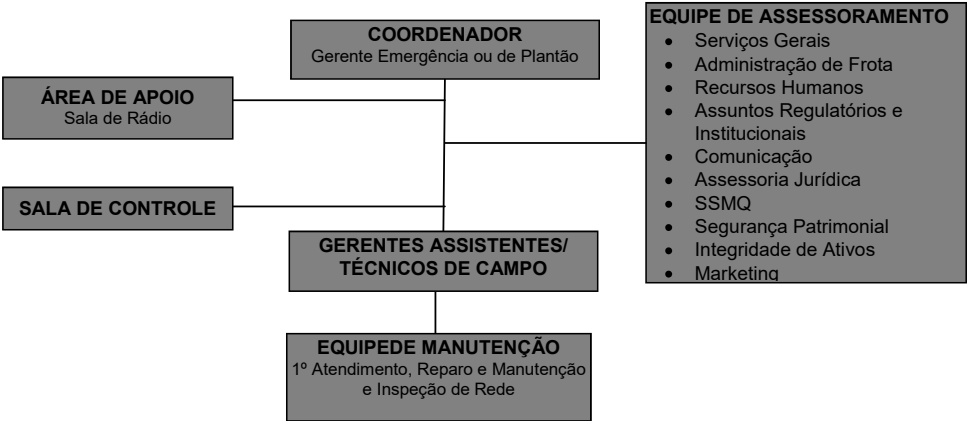 COORDENADOR
Gerente Emergência ou de Plantão
ÁREA DE APOIO
Sala de Rádio
SALA DE CONTROLE
EQUIPE DE ASSESSORAMENTO
• Serviços Gerais
• Administração de Frota
• Recursos Humanos
• Assuntos Regulatórios e
Institucionais
• Comunicação
• Assessoria Jurídica
• SSMQ
• Segurança Patrimonial
• Integridade de Ativos
• Marketing
GERENTES ASSISTENTES/
TÉCNICOS DE CAMPO
EQUIPEDE MANUTENÇÃO
1º Atendimento, Reparo e Manutenção
e Inspeção de Rede